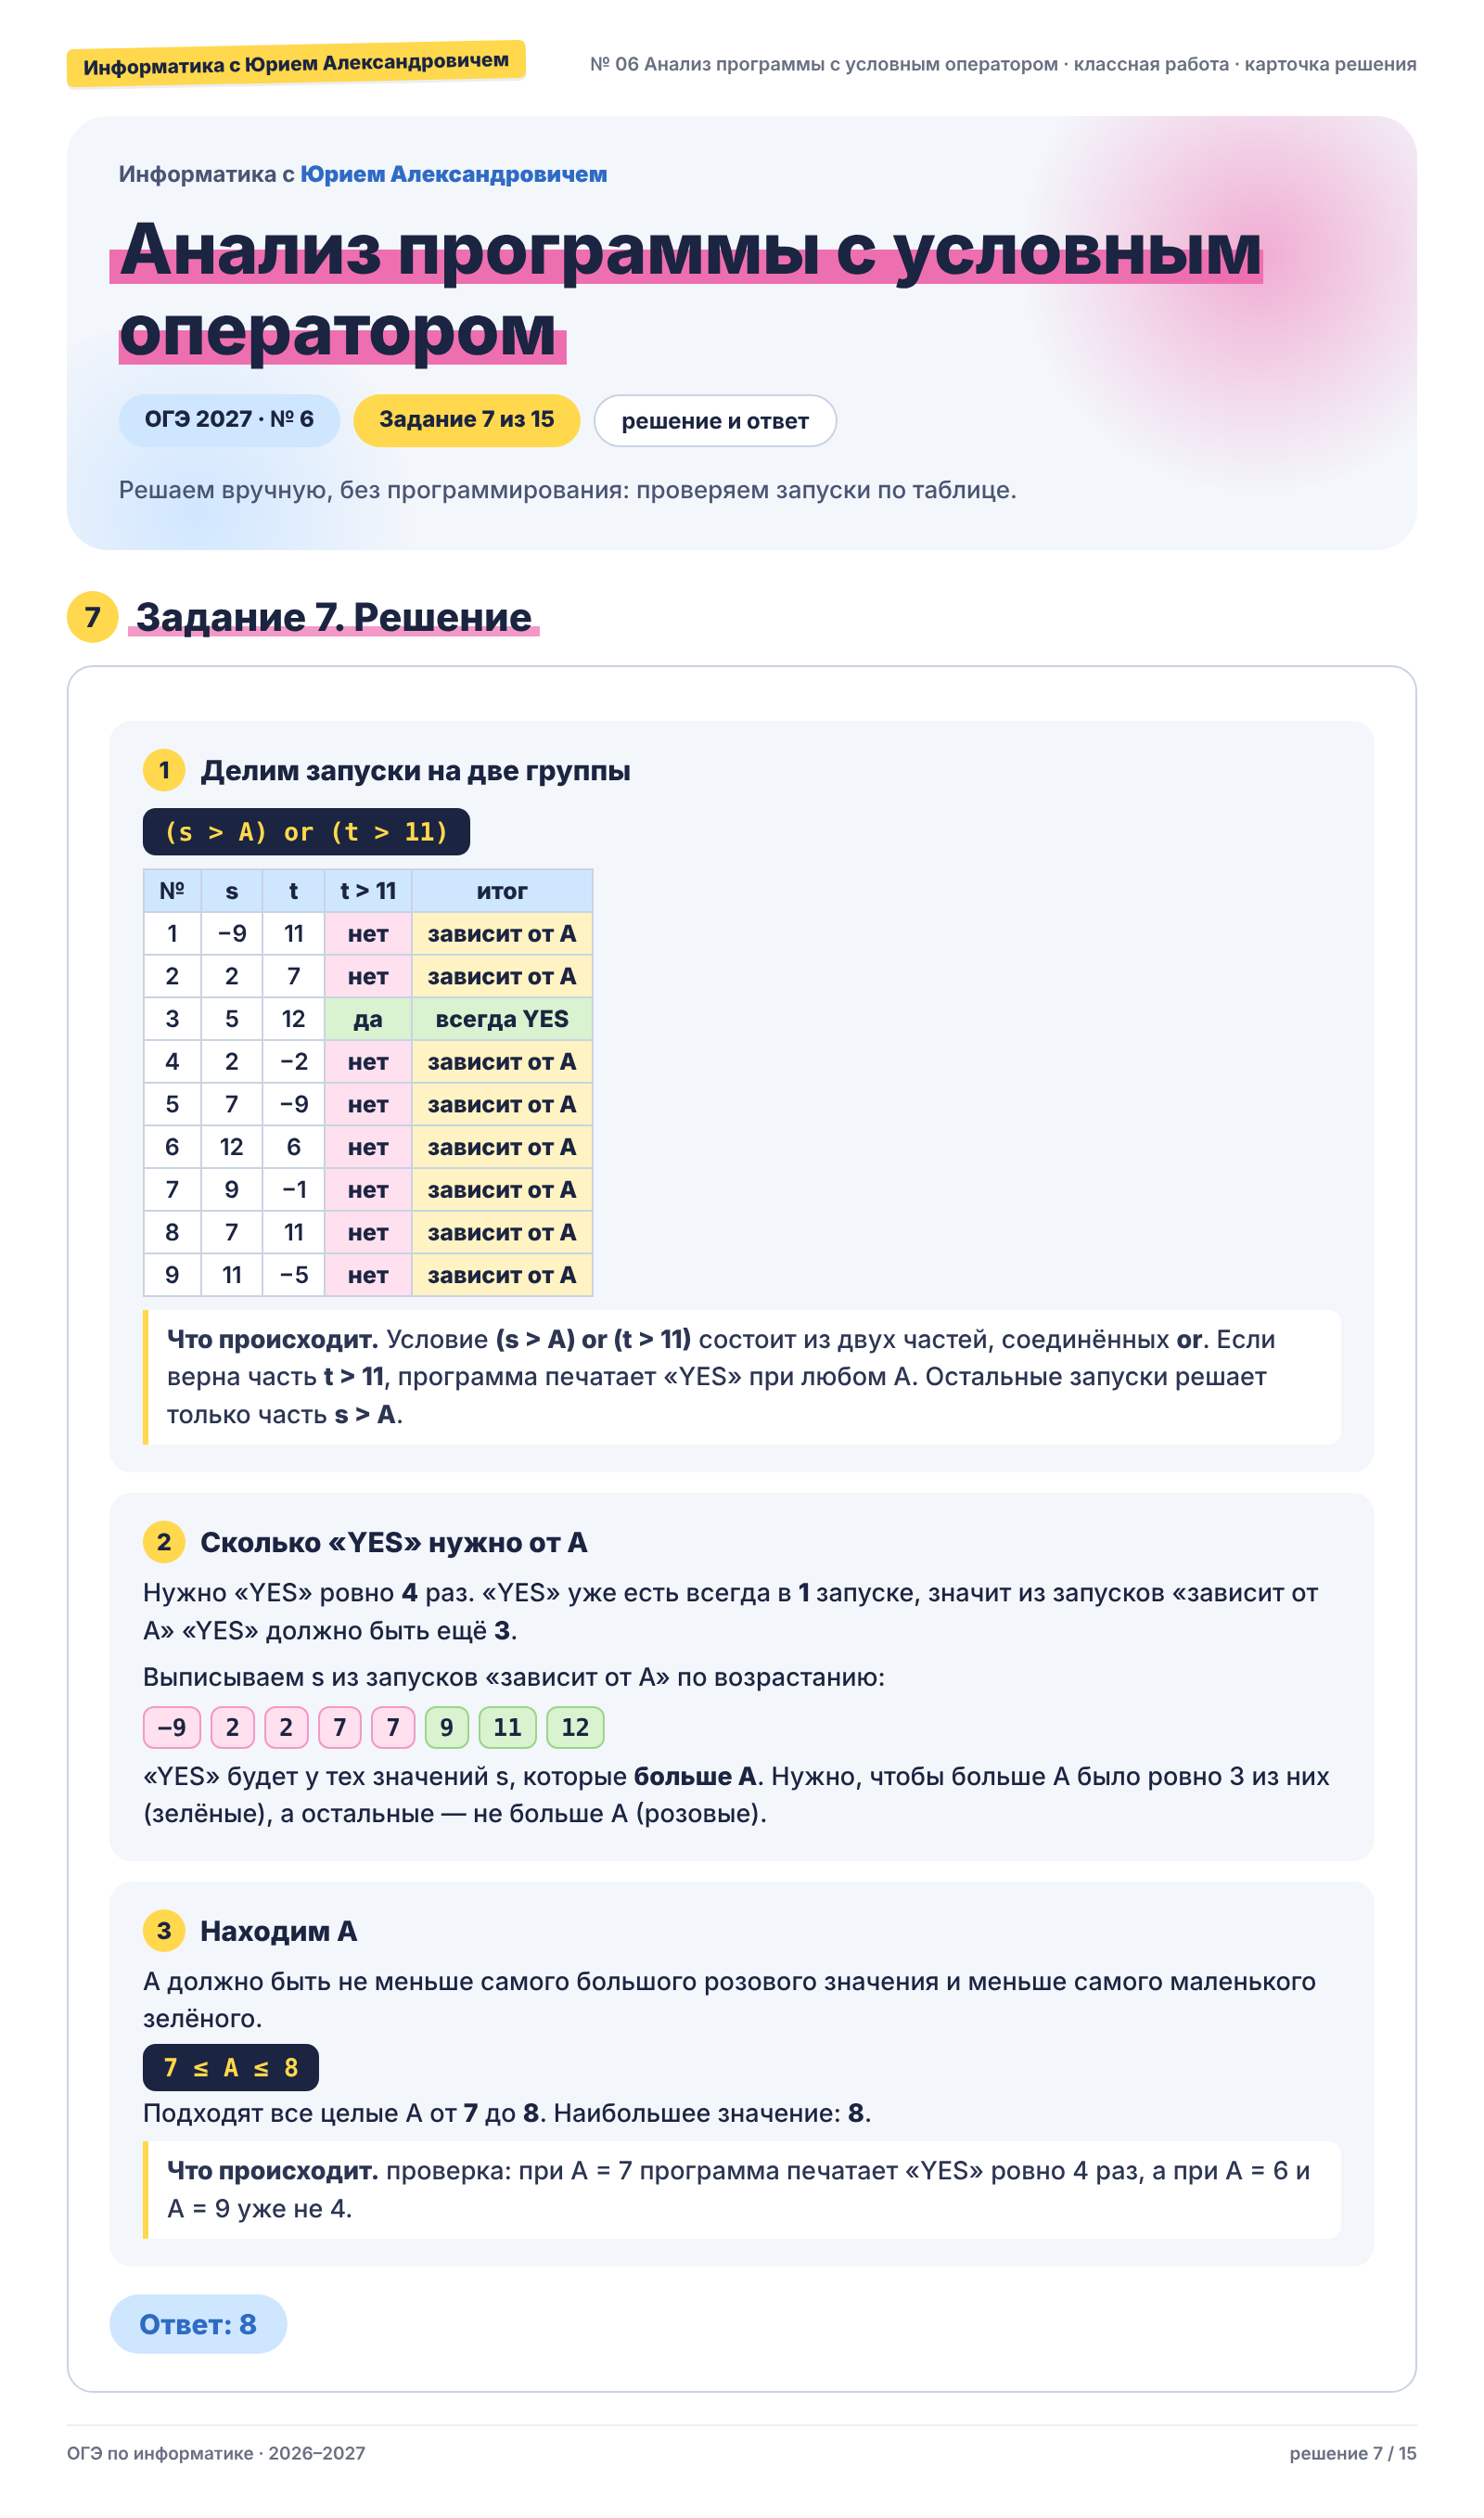 Информатика с Юрием Александровичем
№ 06 Анализ программы с условным оператором · классная работа · карточка решения
Информатика с Юрием Александровичем
Анализ программы с условным
оператором
ОГЭ 2027 · № 6
Задание 7 из 15
решение и ответ
Решаем вручную, без программирования: проверяем запуски по таблице.
7 Задание 7. Решение
1 Делим запуски на две группы
(s > A) or (t > 11)
№ s t t > 11 итог
1 −9 11 нет зависит от A
2 2 7 нет зависит от A
3 5 12 да всегда YES
4 2 −2 нет зависит от A
5 7 −9 нет зависит от A
6 12 6 нет зависит от A
7 9 −1 нет зависит от A
8 7 11 нет зависит от A
9 11 −5 нет зависит от A
Что происходит. Условие (s > A) or (t > 11) состоит из двух частей, соединённых or. Если
верна часть t > 11, программа печатает «YES» при любом A. Остальные запуски решает
только часть s > A.
2 Сколько «YES» нужно от A
Нужно «YES» ровно 4 раз. «YES» уже есть всегда в 1 запуске, значит из запусков «зависит от
A» «YES» должно быть ещё 3.
Выписываем s из запусков «зависит от A» по возрастанию:
−9 2 2 7 7 9 11 12
«YES» будет у тех значений s, которые больше A. Нужно, чтобы больше A было ровно 3 из них
(зелёные), а остальные — не больше A (розовые).
3 Находим A
A должно быть не меньше самого большого розового значения и меньше самого маленького
зелёного.
7 ≤ A ≤ 8
Подходят все целые A от 7 до 8. Наибольшее значение: 8.
Что происходит. проверка: при A = 7 программа печатает «YES» ровно 4 раз, а при A = 6 и
A = 9 уже не 4.
Ответ: 8
ОГЭ по информатике · 2026–2027
решение 7 / 15